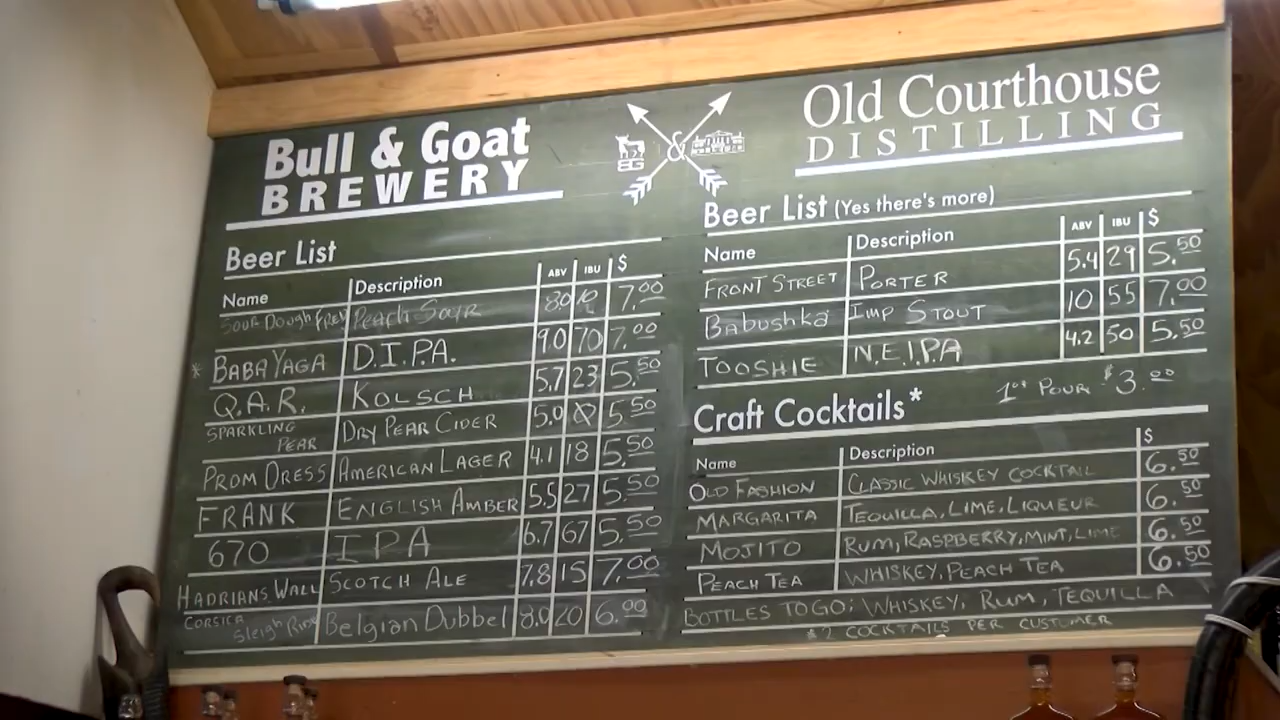 Bull & Goat
BREWERY
Beer List
Name Description ABV IBU $
Sour Dough Peach Sour 8.0 10 7.00
* BABA YAGA D.I.P.A. 9.0 70 7.00
Q.A.R. KOLSCH 5.7 23 5.50
SPARKLING PEAR DRY PEAR CIDER 5.0 0 5.50
PROM DRESS AMERICAN LAGER 4.1 18 5.50
FRANK ENGLISH AMBER 5.5 27 5.50
670 IPA 6.7 67 5.50
HADRIANS WALL SCOTCH ALE 7.8 15 7.00
CORSICA Sleigh Ride Belgian Dubbel 8.0 20 6.00
BG & 
Old Courthouse
DISTILLING
Beer List (Yes there's more)
Name Description ABV IBU $
FRONT STREET PORTER 5.4 29 5.50
Babushka IMP STOUT 10 55 7.00
TOOSHIE N.E.I.P.A 4.2 50 5.50
1oz POUR $3.00
Craft Cocktails*
Name Description $
OLD FASHION CLASSIC WHISKEY COCKTAIL 6.50
MARGARITA TEQUILLA, LIME, LIQUEUR 6.50
MOJITO RUM, RASPBERRY, MINT, LIME 6.50
PEACH TEA WHISKEY, PEACH TEA 6.50
BOTTLES TO GO: WHISKEY, RUM, TEQUILLA
*2 COCKTAILS PER CUSTOMER